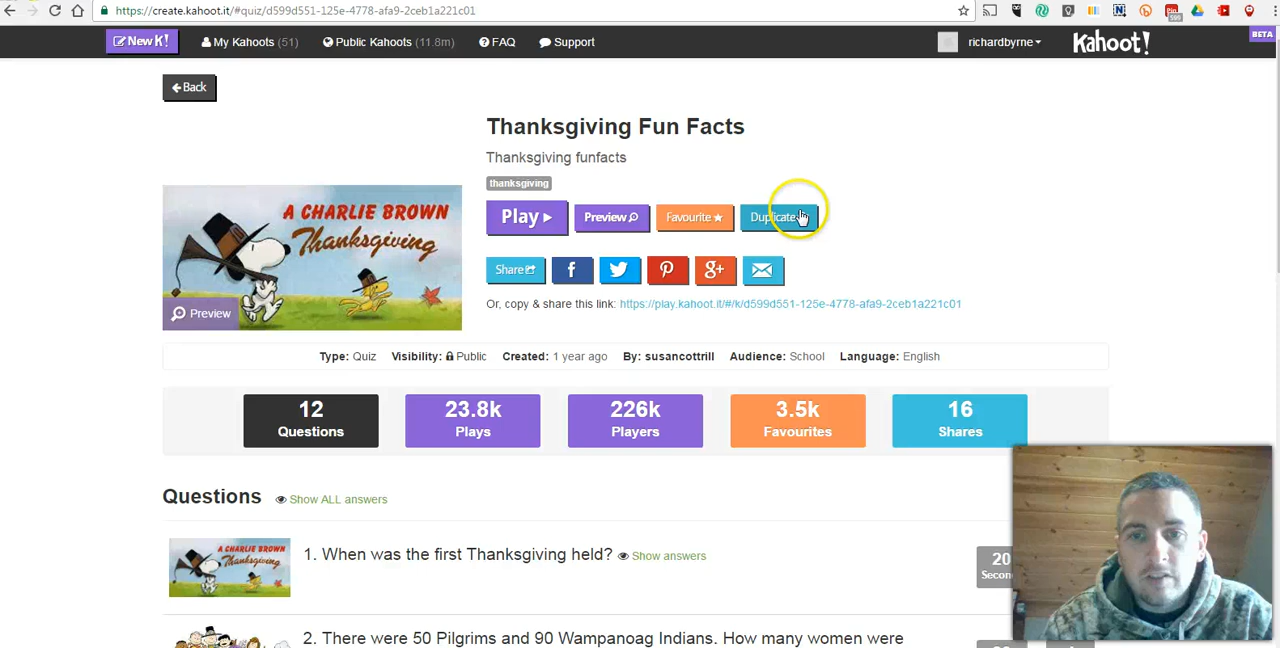 https://create.kahoot.it/#quiz/d599d551-125e-4778-afa9-2ceb1a221c01
New K!
My Kahoots (51)
Public Kahoots (11.8m)
FAQ
Support
richardbyrne
Kahoot!
BETA
Back
Thanksgiving Fun Facts
Thanksgiving funfacts
thanksgiving
Play
Preview
Favourite
Duplicate
Share
Or, copy & share this link: https://play.kahoot.it/#/k/d599d551-125e-4778-afa9-2ceb1a221c01
A CHARLIE BROWN
Thanksgiving
Preview
Type: Quiz Visibility: Public Created: 1 year ago By: susancottrill Audience: School Language: English
12
Questions
23.8k
Plays
226k
Players
3.5k
Favourites
16
Shares
Questions Show ALL answers
A CHARLIE BROWN
Thanksgiving
1. When was the first Thanksgiving held? Show answers
20
2. There were 50 Pilgrims and 90 Wampanoag Indians. How many women were